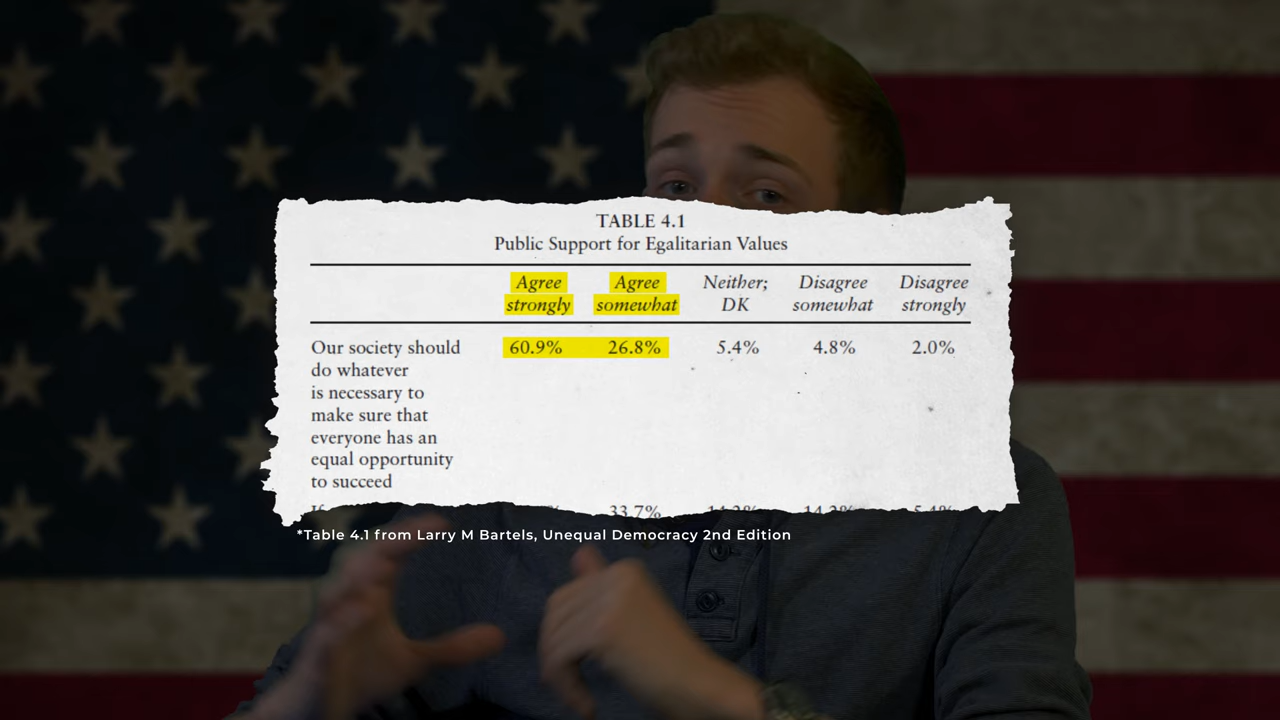 TABLE 4.1
Public Support for Egalitarian Values
Agree strongly Agree somewhat Neither; DK Disagree somewhat Disagree strongly
Our society should 60.9% 26.8% 5.4% 4.8% 2.0%
do whatever
is necessary to
make sure that
everyone has an
equal opportunity
to succeed
If 33.7%
*Table 4.1 from Larry M Bartels, Unequal Democracy 2nd Edition